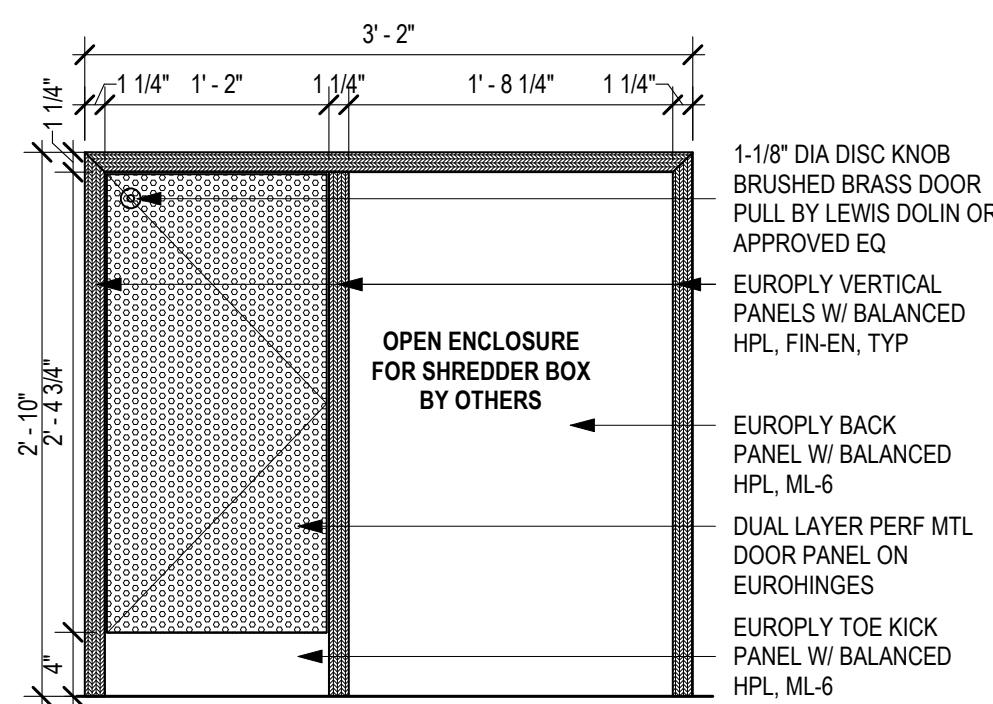 3' - 2"
1 1/4" 1' - 2" 1 1/4" 1' - 8 1/4" 1 1/4"
1 1/4"
2' - 10"
2' - 4 3/4"
4"
1-1/8" DIA DISC KNOB
BRUSHED BRASS DOOR
PULL BY LEWIS DOLIN OR
APPROVED EQ
EUROPLY VERTICAL
PANELS W/ BALANCED
HPL, FIN-EN, TYP
OPEN ENCLOSURE
FOR SHREDDER BOX
BY OTHERS
EUROPLY BACK
PANEL W/ BALANCED
HPL, ML-6
DUAL LAYER PERF MTL
DOOR PANEL ON
EUROHINGES
EUROPLY TOE KICK
PANEL W/ BALANCED
HPL, ML-6